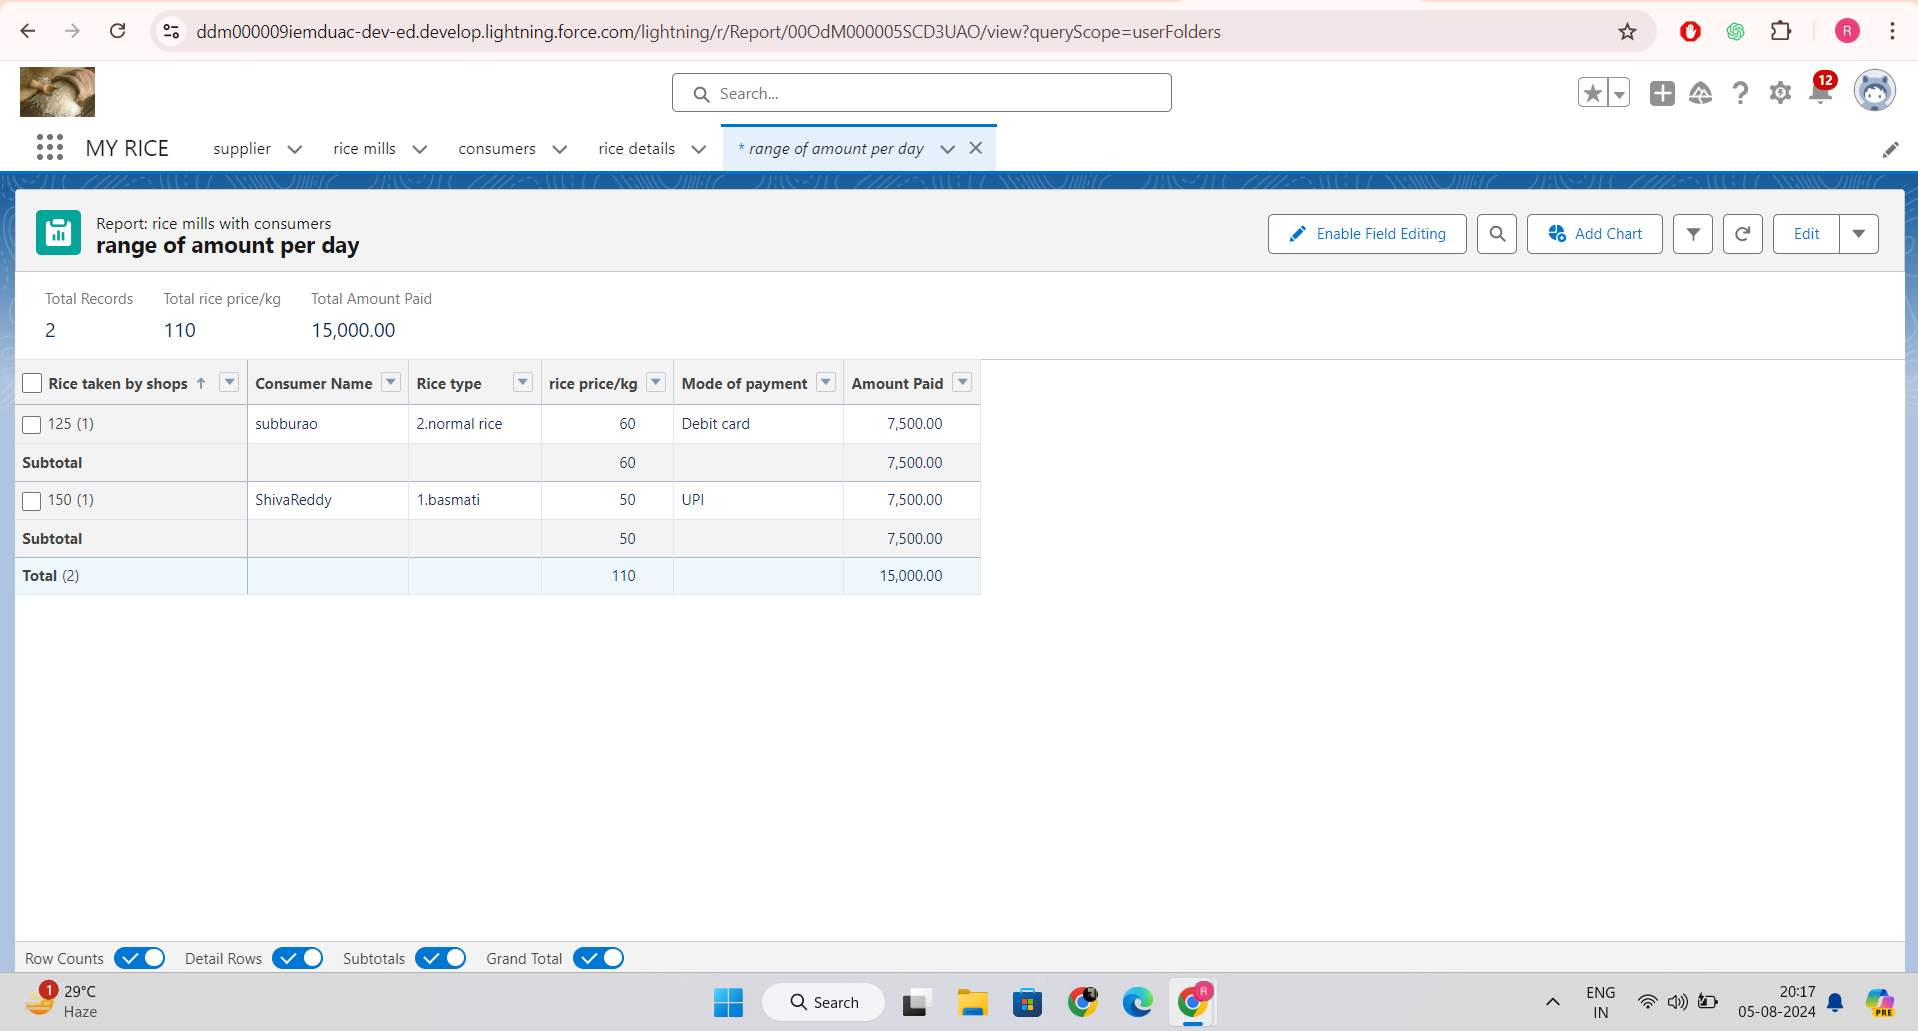 ddm000009iemduac-dev-ed.develop.lightning.force.com/lightning/r/Report/00OdM000005SCD3UAO/view?queryScope=userFolders
R
Search...
12
MY RICE supplier rice mills consumers rice details * range of amount per day
Report: rice mills with consumers
range of amount per day
Enable Field Editing Add Chart Edit
Total Records Total rice price/kg Total Amount Paid
2 110 15,000.00
Rice taken by shops ↑ Consumer Name Rice type rice price/kg Mode of payment Amount Paid
125 (1) subburao 2.normal rice 60 Debit card 7,500.00
Subtotal 60 7,500.00
150 (1) ShivaReddy 1.basmati 50 UPI 7,500.00
Subtotal 50 7,500.00
Total (2) 110 15,000.00
Row Counts Detail Rows Subtotals Grand Total
1 29°C
Haze
Search
R
ENG
IN
20:17
05-08-2024
PRE